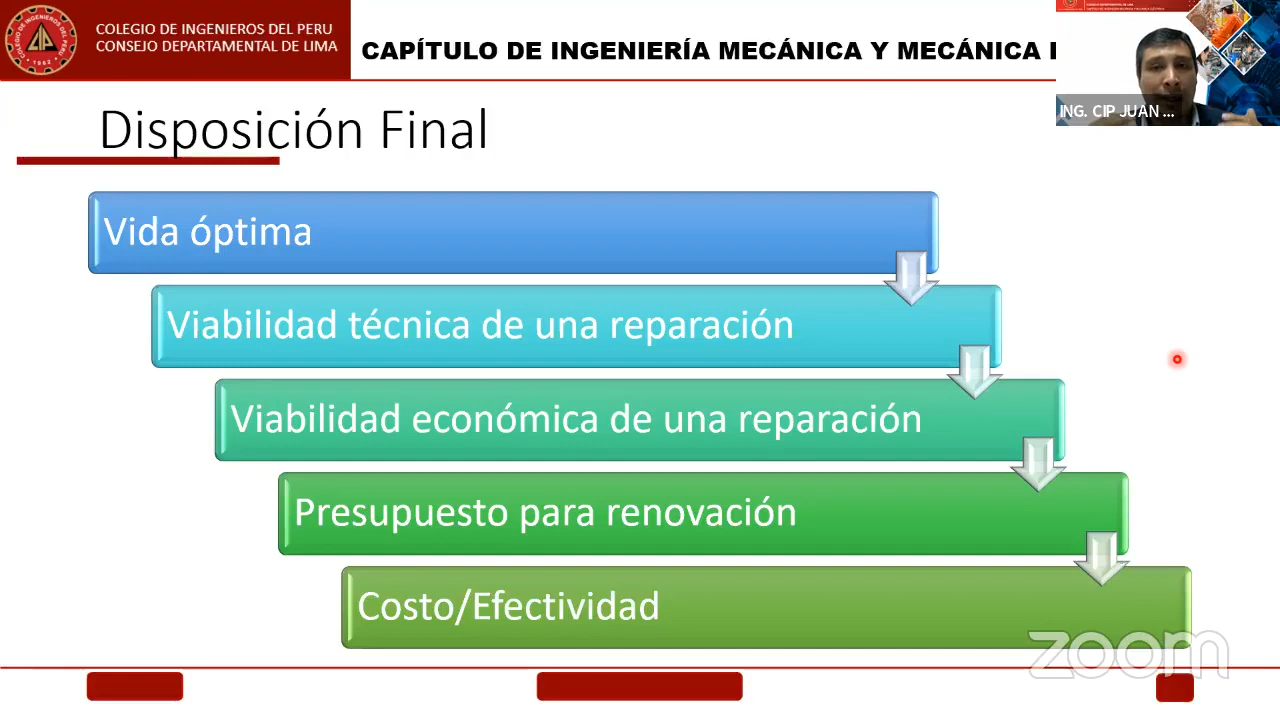 COLEGIO DE INGENIEROS DEL PERU
CONSEJO DEPARTAMENTAL DE LIMA
CAPÍTULO DE INGENIERÍA MECÁNICA Y MECÁNICA
ING. CIP JUAN ...
Disposición Final
Vida óptima
Viabilidad técnica de una reparación
Viabilidad económica de una reparación
Presupuesto para renovación
Costo/Efectividad
zoom